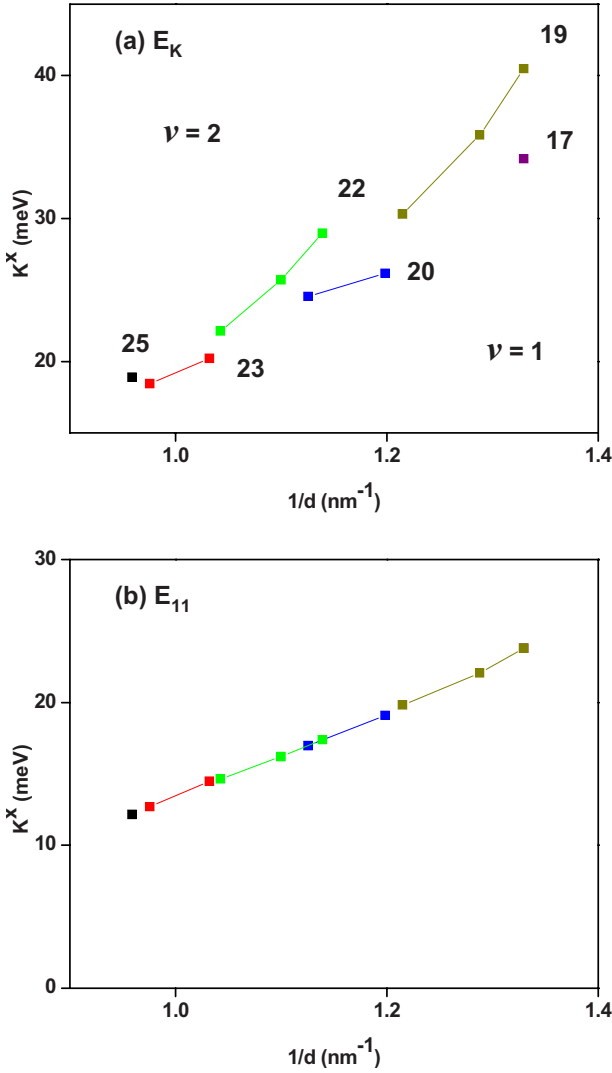 (a) E_K
19
40
ν = 2
17
22
30
20
25
23
20
ν = 1
K^X (meV)
1.0 1.2 1.4
1/d (nm^-1)
30
(b) E_11
20
10
0
K^X (meV)
1.0 1.2 1.4
1/d (nm^-1)